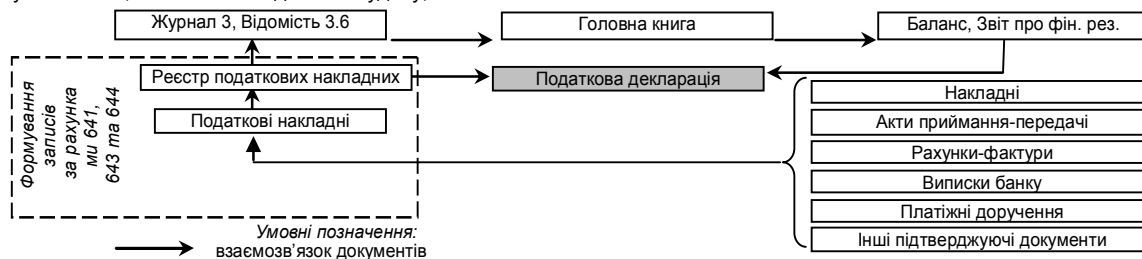 Журнал 3, Відомість 3.6
Головна книга
Баланс, Звіт про фін. рез.
Реєстр податкових накладних
Податкова декларація
Податкові накладні
Формування
записів
за рахунка
ми 641,
643 та 644
Накладні
Акти приймання-передачі
Рахунки-фактури
Виписки банку
Платіжні доручення
Інші підтверджуючі документи
Умовні позначення:
взаємозв’язок документів